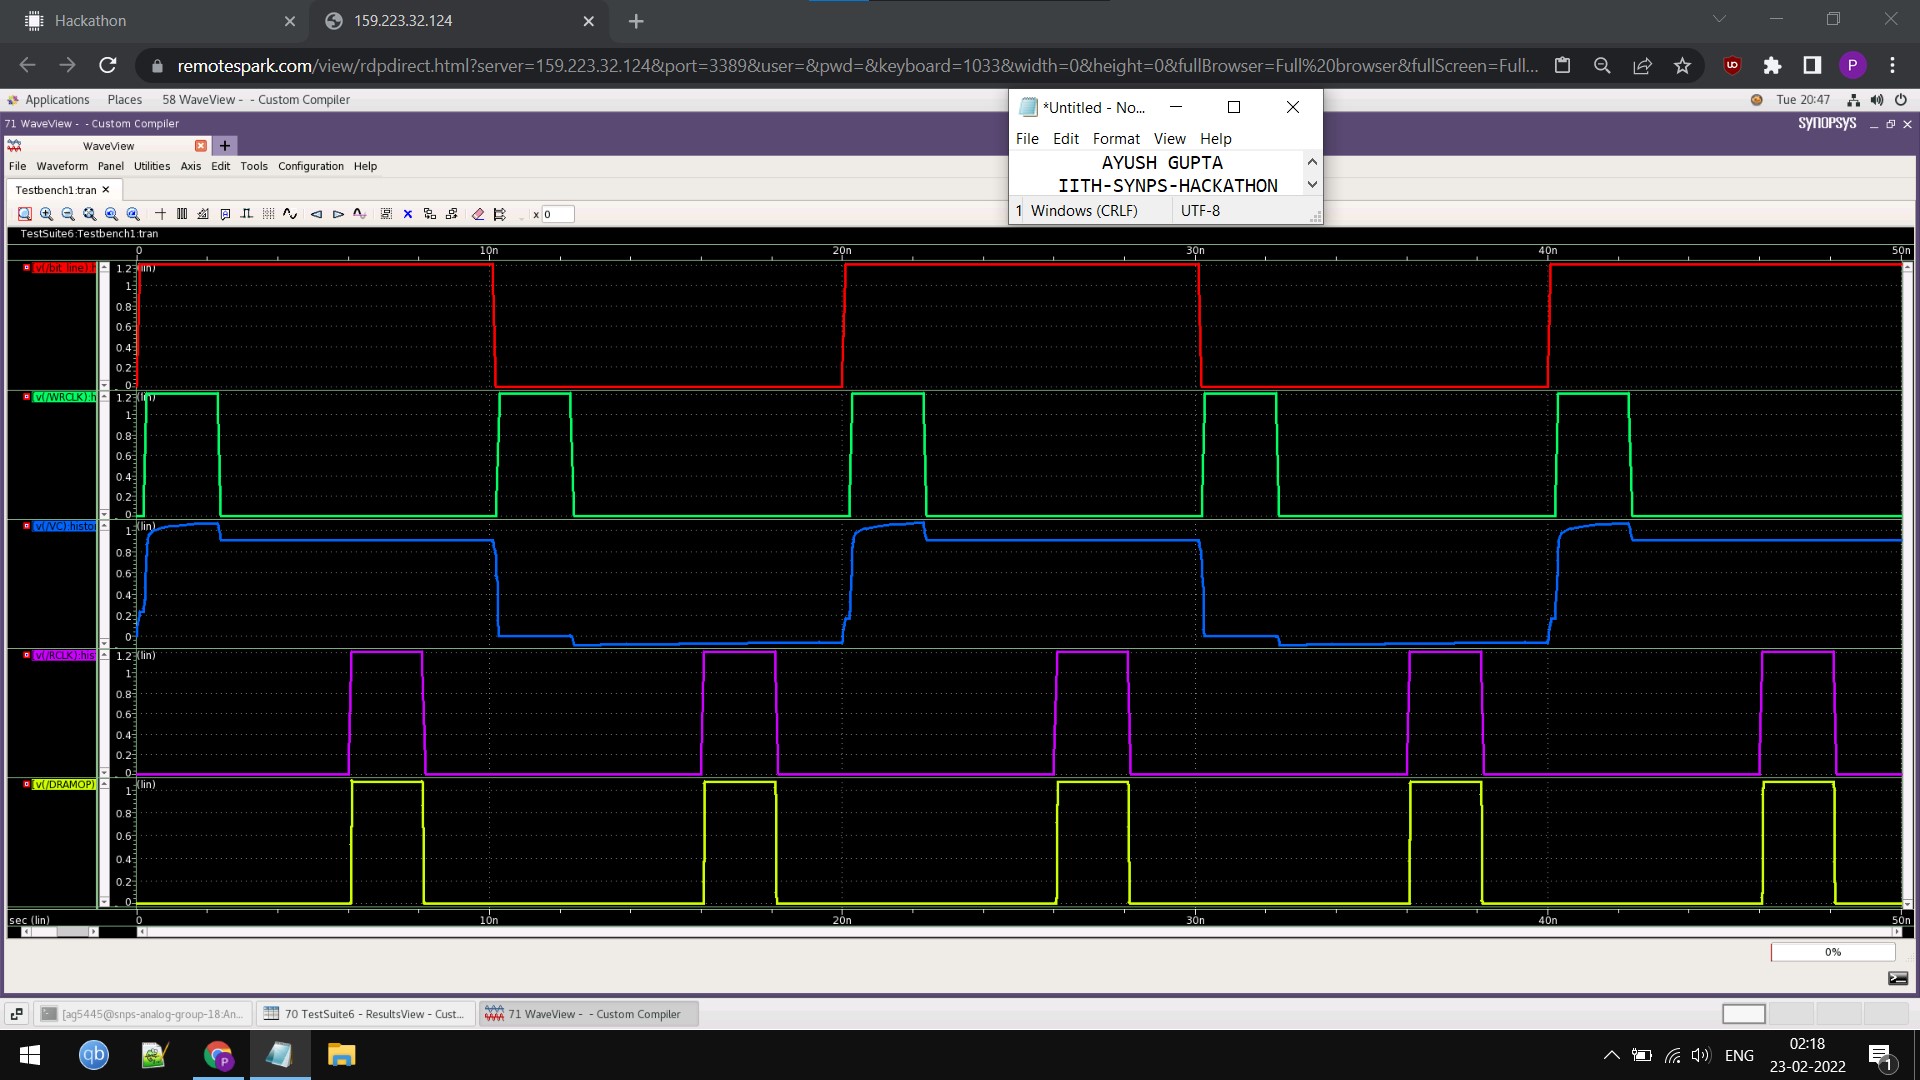 Hackathon
159.223.32.124
remotespark.com/view/rdpdirect.html?server=159.223.32.124&port=3389&user=&pwd=&keyboard=1033&width=0&height=0&fullBrowser=Full%20browser&fullScreen=Full...
P
Applications Places 58 WaveView - - Custom Compiler
Tue 20:47
71 WaveView - - Custom Compiler
SYNOPSYS
WaveView
File Waveform Panel Utilities Axis Edit Tools Configuration Help
Testbench1:tran
x 0
*Untitled - No...
File Edit Format View Help
AYUSH GUPTA
IITH-SYNPS-HACKATHON
1 Windows (CRLF) UTF-8
TestSuite6:Testbench1:tran
0 10n 20n 30n 40n 50n
v(/bit line):h
1.2 (lin)
1
0.8
0.6
0.4
0.2
0
v(/WRCLK):h
1.2 (lin)
1
0.8
0.6
0.4
0.2
0
v(/VC):histo
1 (lin)
0.8
0.6
0.4
0.2
0
v(/RCLK):his
1.2 (lin)
1
0.8
0.6
0.4
0.2
0
v(/DRAMOP)
1 (lin)
0.8
0.6
0.4
0.2
0
sec (lin) 0 10n 20n 30n 40n 50n
0%
[ag5445@snps-analog-group-18:An...
70 TestSuite6 - ResultsView - Cust...
71 WaveView - - Custom Compiler
qb
P
ENG
02:18
23-02-2022
1